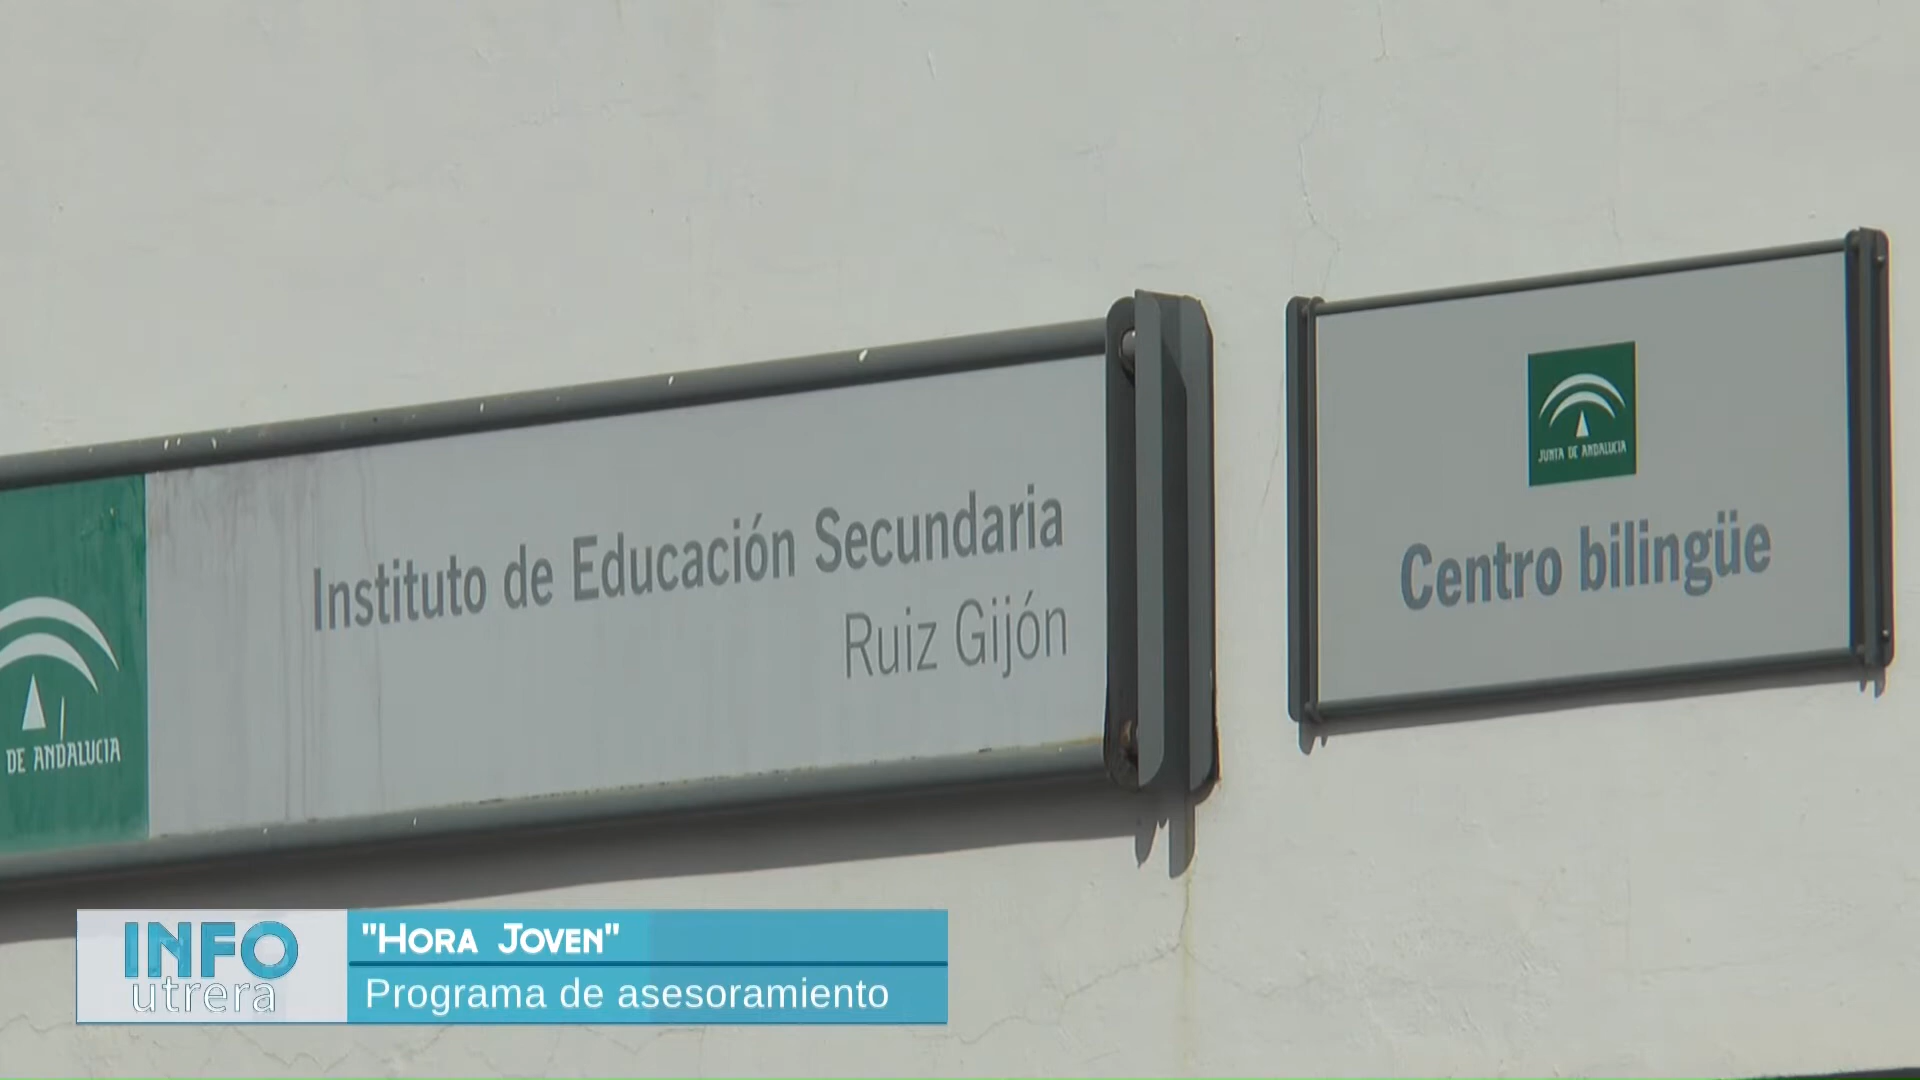 Instituto de Educación Secundaria
Ruiz Gijón
DE ANDALUCIA
JUNTA DE ANDALUCIA
Centro bilingüe
INFO
utrera
"HORA JOVEN"
Programa de asesoramiento